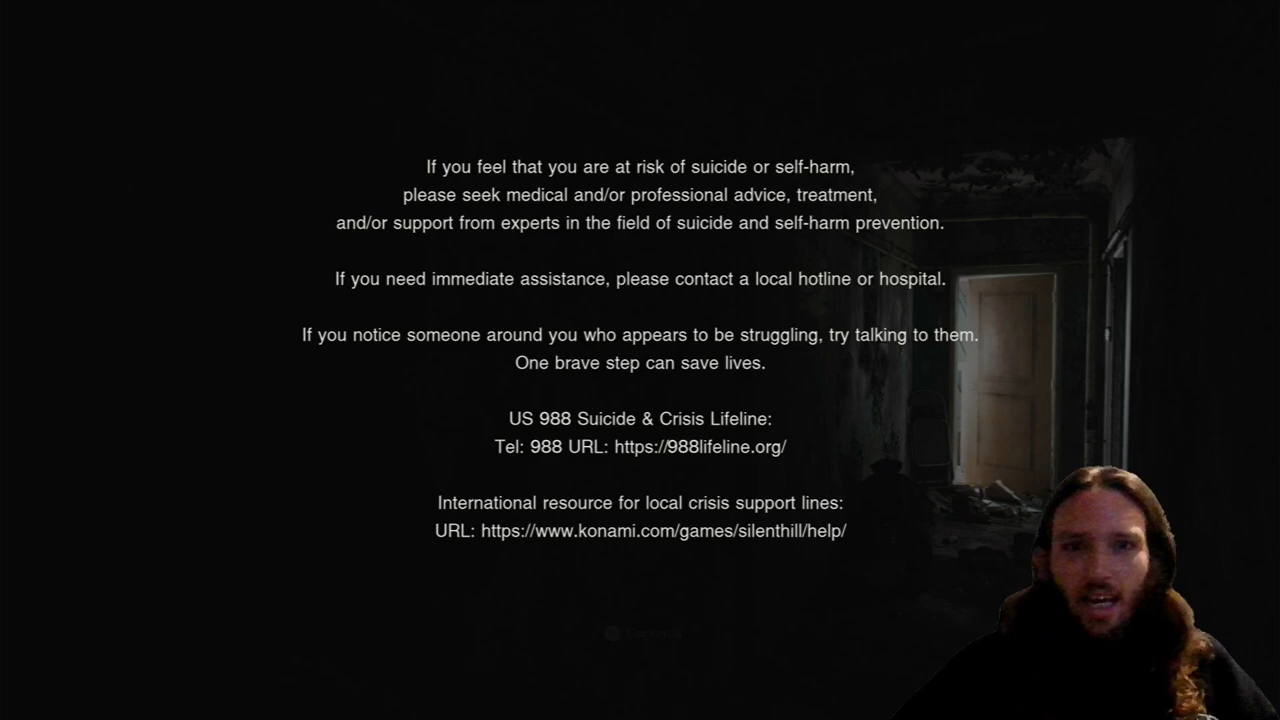 If you feel that you are at risk of suicide or self-harm,
please seek medical and/or professional advice, treatment,
and/or support from experts in the field of suicide and self-harm prevention.
If you need immediate assistance, please contact a local hotline or hospital.
If you notice someone around you who appears to be struggling, try talking to them.
One brave step can save lives.
US 988 Suicide & Crisis Lifeline:
Tel: 988 URL: https://988lifeline.org/
International resource for local crisis support lines:
URL: https://www.konami.com/games/silenthill/help/